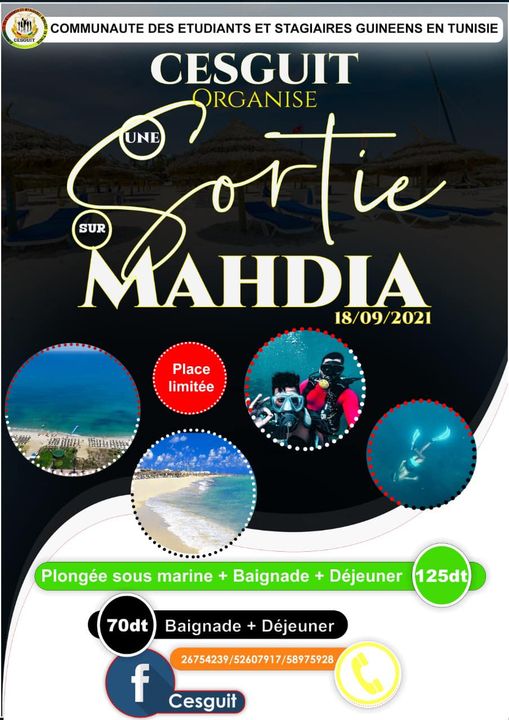 COMMUNAUTE DES ETUDIANTS ET STAGIAIRES GUINEENS EN TUNISIE
CESGUIT
CESGUIT
ORGANISE
UNE
Sortie
SUR
MAHDIA
18/09/2021
Place
limitée
Plongée sous marine + Baignade + Déjeuner 125dt
70dt Baignade + Déjeuner
26754239/52607917/58975928
f
Cesguit